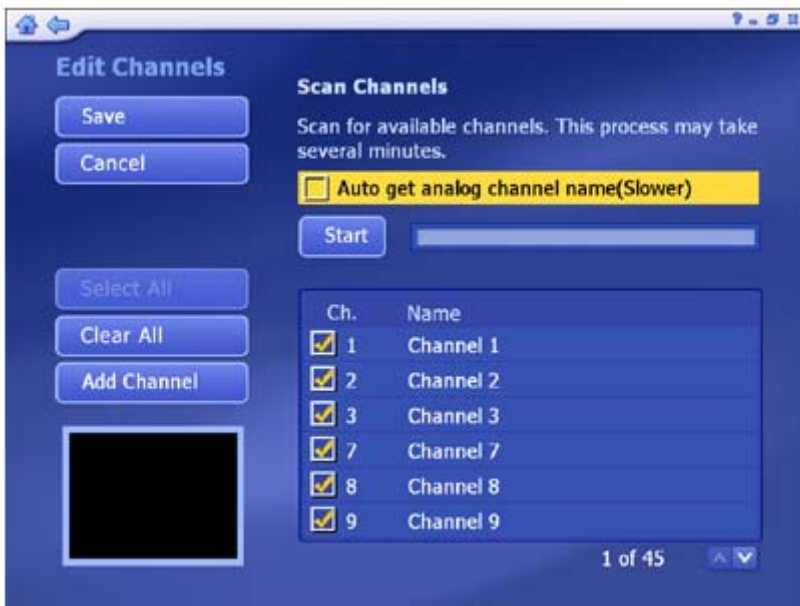 Edit Channels
Save
Cancel
Select All
Clear All
Add Channel
Scan Channels
Scan for available channels. This process may take
several minutes.
Auto get analog channel name(Slower)
Start
Ch. Name
1 Channel 1
2 Channel 2
3 Channel 3
7 Channel 7
8 Channel 8
9 Channel 9
1 of 45